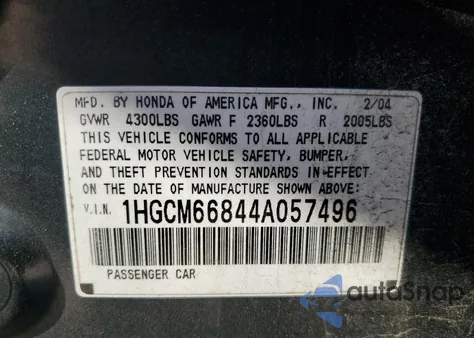 MFD. BY HONDA OF AMERICA MFG., INC. 2/04
GVWR 4300LBS GAWR F 2360LBS R 2005LBS
THIS VEHICLE CONFORMS TO ALL APPLICABLE
FEDERAL MOTOR VEHICLE SAFETY, BUMPER,
AND THEFT PREVENTION STANDARDS IN EFFECT
ON THE DATE OF MANUFACTURE SHOWN ABOVE:
V.I.N. 1HGCM66844A057496
PASSENGER CAR
autoSnap